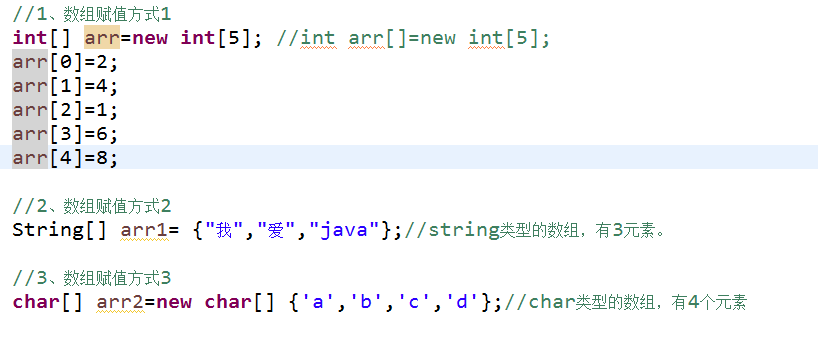 //1、数组赋值方式1
int[] arr=new int[5]; //int arr[]=new int[5];
arr[0]=2;
arr[1]=4;
arr[2]=1;
arr[3]=6;
arr[4]=8;
//2、数组赋值方式2
String[] arr1= {"我","爱","java"};//string类型的数组，有3元素。
//3、数组赋值方式3
char[] arr2=new char[] {'a','b','c','d'};//char类型的数组，有4个元素